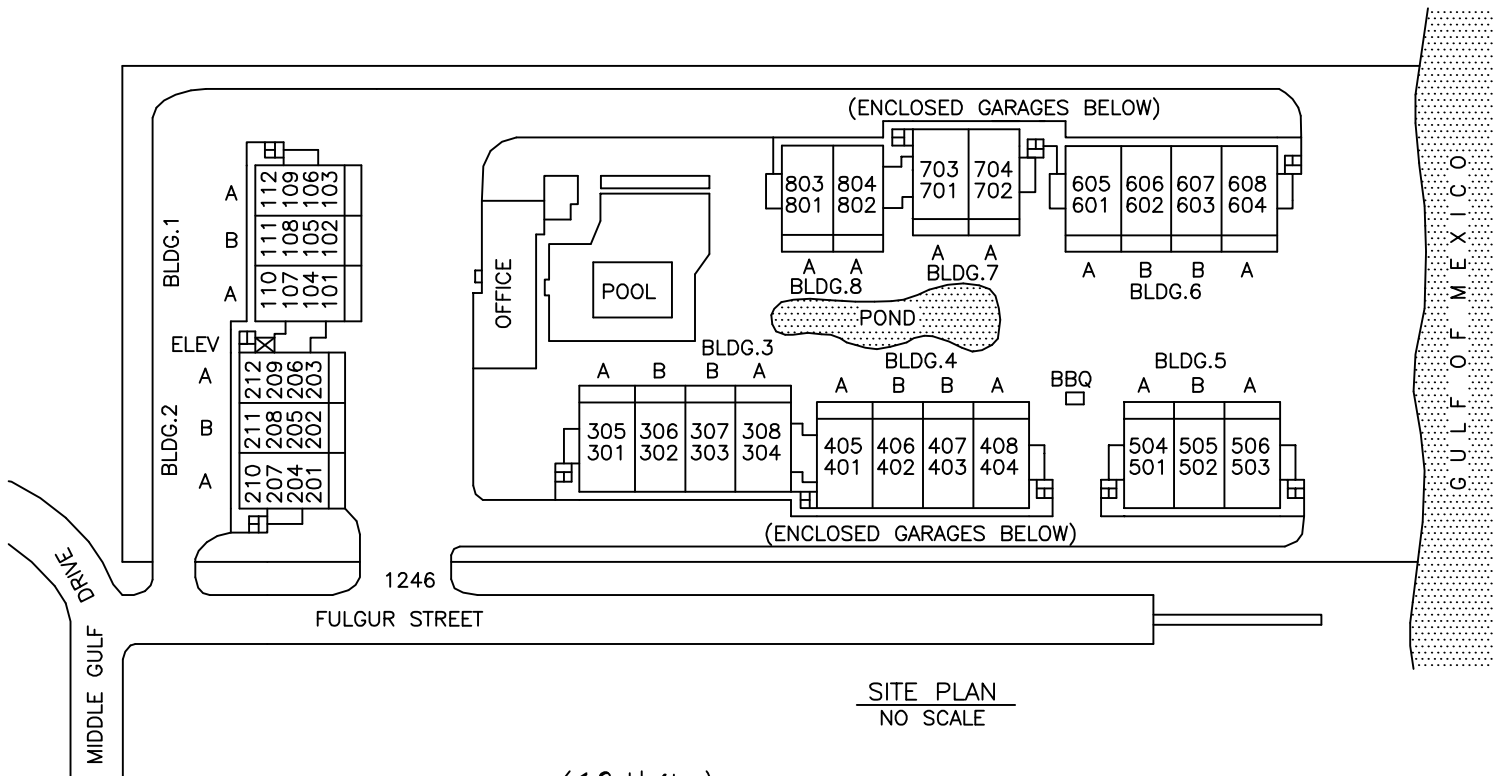 (ENCLOSED GARAGES BELOW)
BLDG.1
A
112 109 106 103
B
111 108 105 102
A
110 107 104 101
ELEV
BLDG.2
A
212 209 206 203
B
211 208 205 202
A
210 207 204 201
OFFICE
POOL
803 804
801 802
A A
BLDG.8
703 704
701 702
A A
BLDG.7
605 606 607 608
601 602 603 604
A B B A
BLDG.6
POND
BLDG.3
A B B A
305 306 307 308
301 302 303 304
BLDG.4
A B B A
405 406 407 408
401 402 403 404
BBQ
BLDG.5
A B A
504 505 506
501 502 503
(ENCLOSED GARAGES BELOW)
GULF OF MEXICO
1246
FULGUR STREET
MIDDLE GULF DRIVE
SITE PLAN
NO SCALE